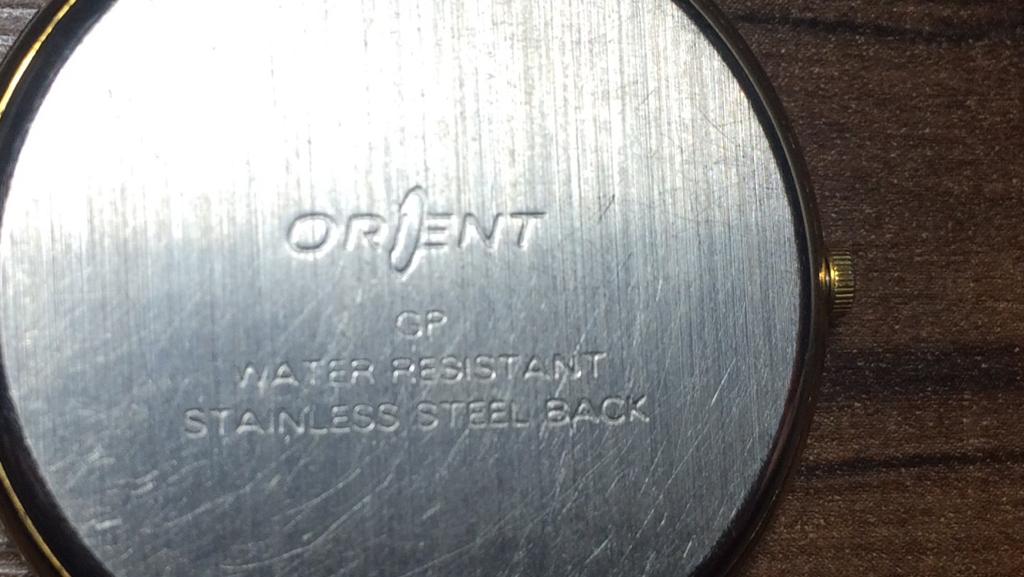 ORIENT
GP
WATER RESISTANT
STAINLESS STEEL BACK